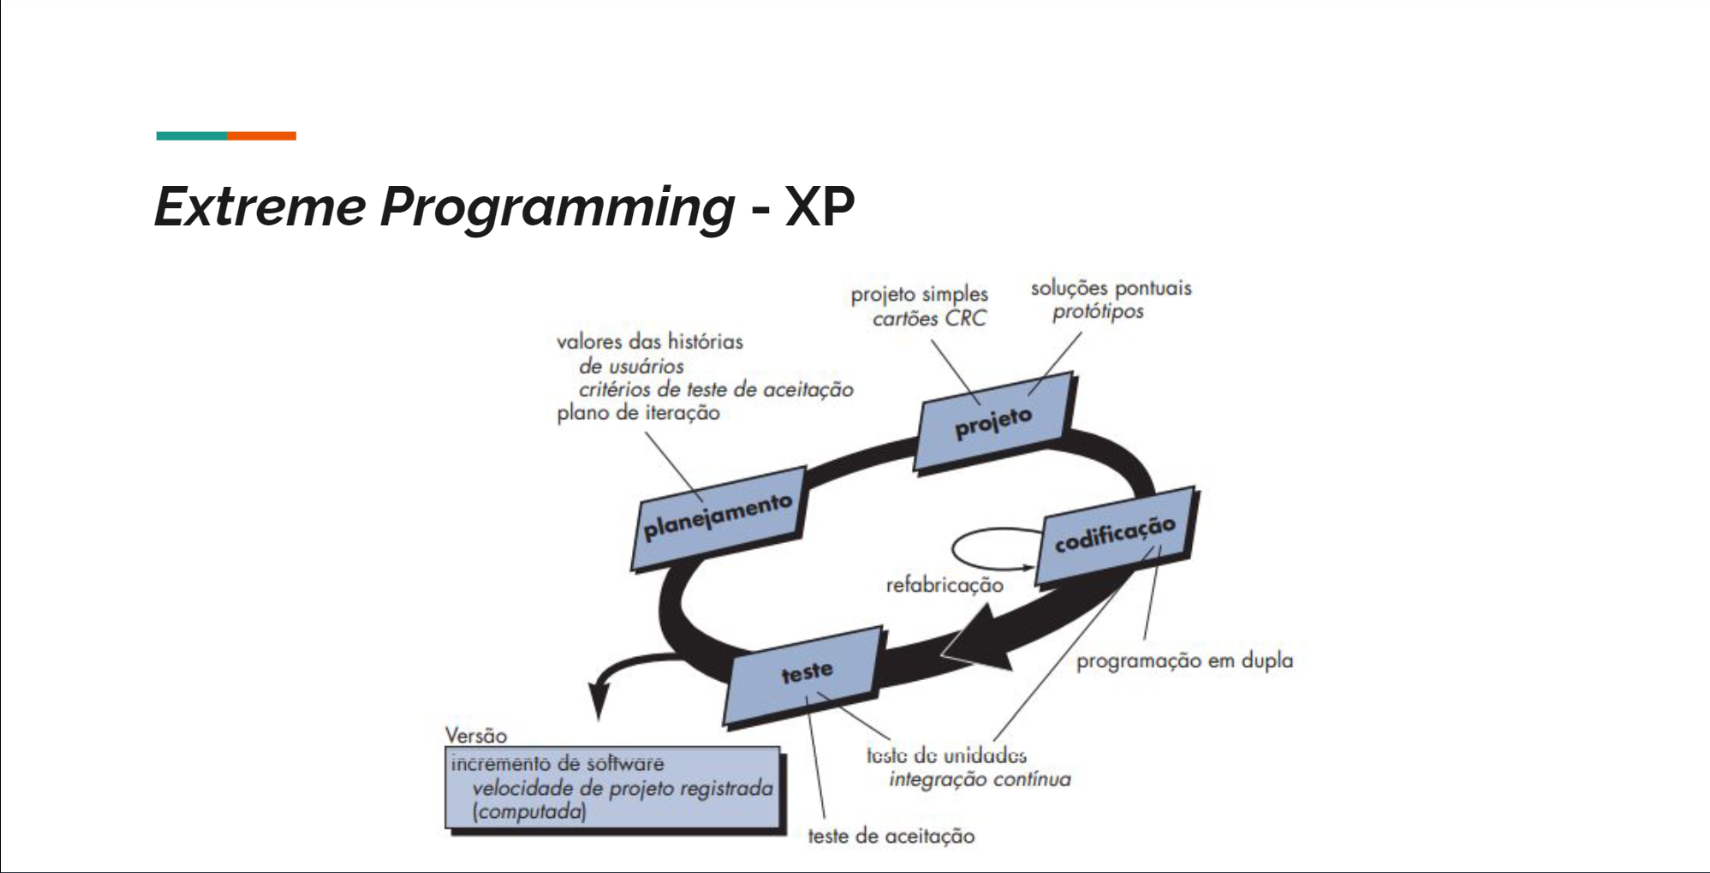 Extreme Programming - XP
projeto simples
cartões CRC
soluções pontuais
protótipos
valores das histórias
de usuários
critérios de teste de aceitação
plano de iteração
projeto
planejamento
codificação
refabricação
teste
programação em dupla
Versão
incremento de software
velocidade de projeto registrada
(computada)
teste de unidades
integração contínua
teste de aceitação